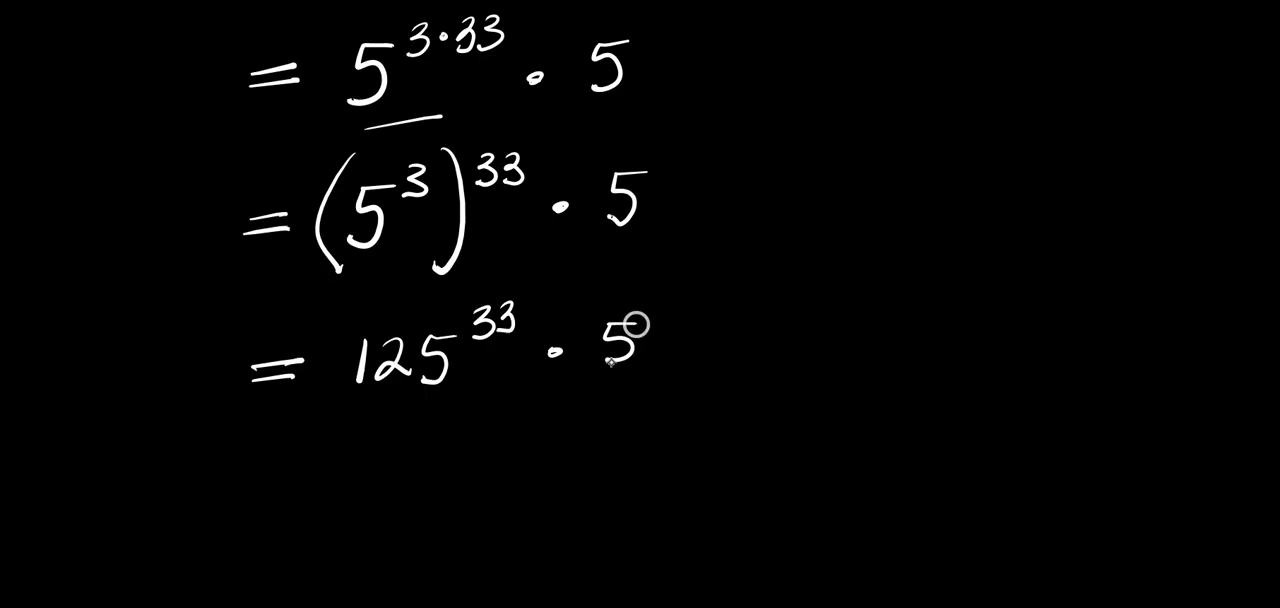 = 5^{3·33} · 5
= (5^3)^{33} · 5
= 125^{33} · 5